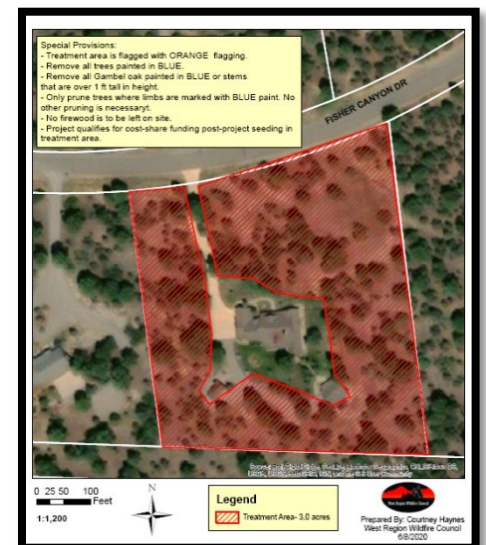 Special Provisions:
- Treatment area is flagged with ORANGE flagging.
- Remove all trees painted in BLUE.
- Remove all Gambel oak painted in BLUE or stems
that are over 1 ft tall in height.
- Only prune trees where limbs are marked with BLUE paint. No
other pruning is necessaryt.
- No firewood is to be left on site.
- Project qualifies for cost-share funding post-project seeding in
treatment area.
FISHER CANYON DR
0 25 50 100
Feet
1:1,200
N
Legend
Treatment Area- 3.0 acres
Prepared By: Courtney Haynes
West Region Wildfire Council
6/8/2020